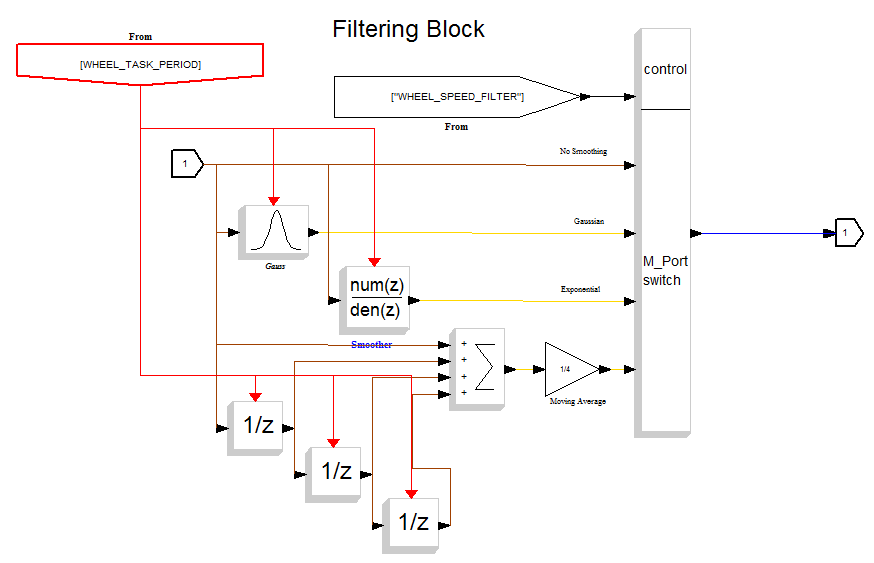 Filtering Block
From
[WHEEL_TASK_PERIOD]
control
["WHEEL_SPEED_FILTER"]
From
No Smoothing
1
Gaussian
1
Gauss
M_Port
switch
num(z)
den(z)
Exponential
Smoother
+
+
+
+
1/4
Moving Average
1/z
1/z
1/z